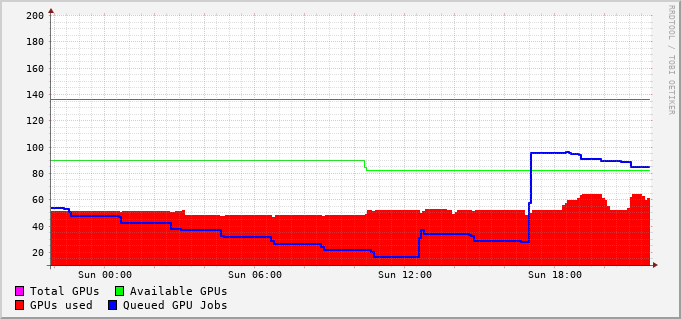 RRDTOOL / TOBI OETIKER
200
180
160
140
120
100
80
60
40
20
Sun 00:00 Sun 06:00 Sun 12:00 Sun 18:00
Total GPUs Available GPUs
GPUs used Queued GPU Jobs